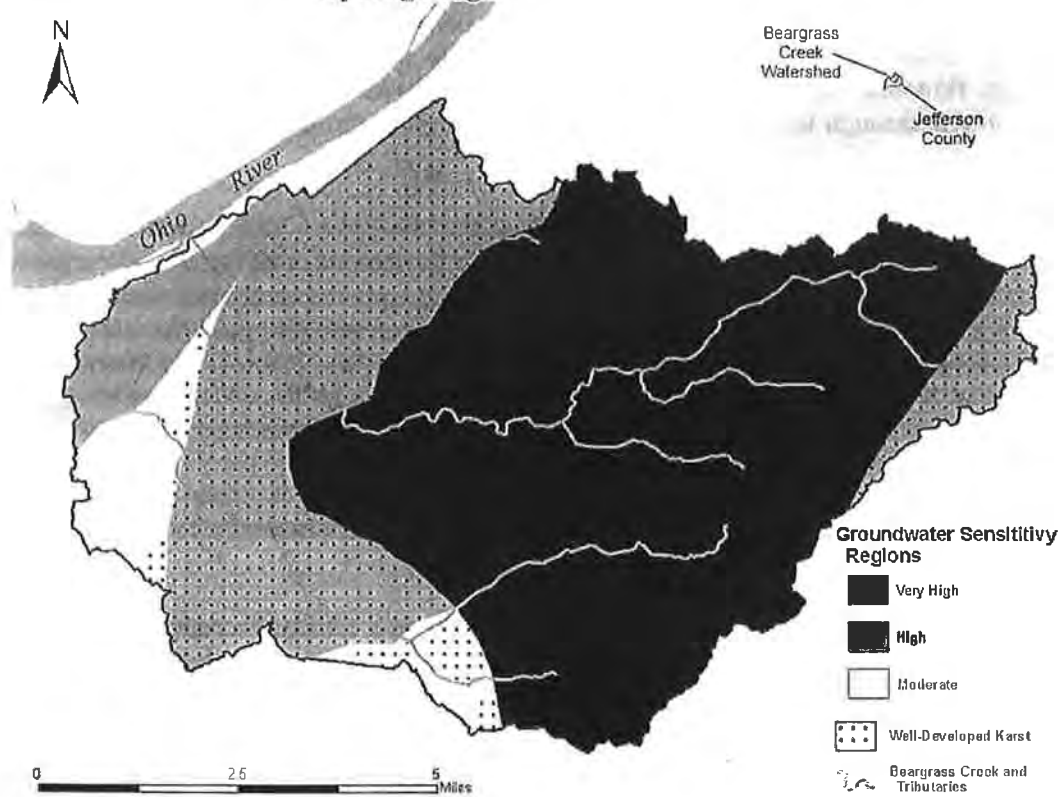 N
Beargrass
Creek
Watershed
Jefferson
County
Ohio River
Groundwater Sensititivy
Regions
Very High
High
Moderate
Well-Developed Karst
Beargrass Creek and
Tributaries
0 2.5 5
Miles